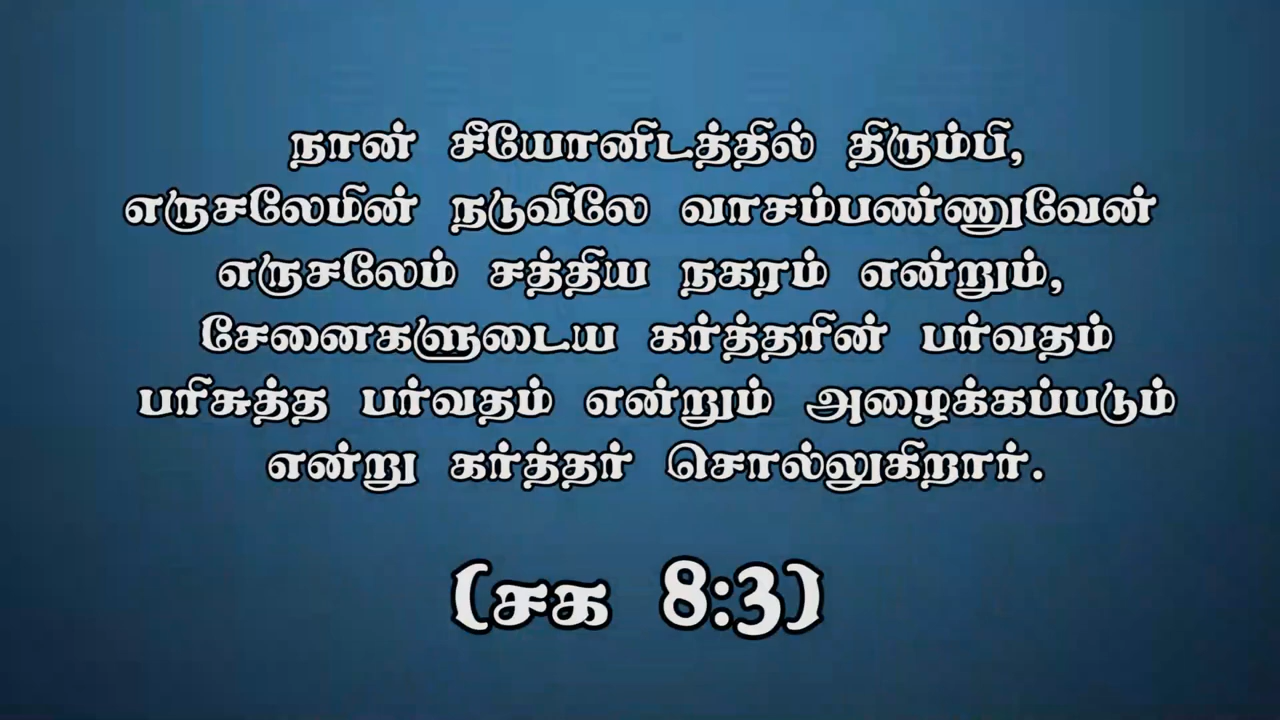 நான் சீயோனிடத்தில் திரும்பி,
எருசலேமின் நடுவிலே வாசம்பண்ணுவேன்
எருசலேம் சத்திய நகரம் என்றும்,
சேனைகளுடைய கர்த்தரின் பர்வதம்
பரிசுத்த பர்வதம் என்றும் அழைக்கப்படும்
என்று கர்த்தர் சொல்லுகிறார்.
(சக 8:3)